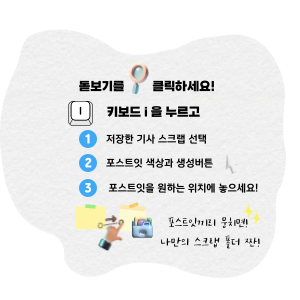 돋보기를 클릭하세요!
I 키보드 i 을 누르고
1 저장한 기사 스크랩 선택
2 포스트잇 색상과 생성버튼
3 포스트잇을 원하는 위치에 놓으세요!
포스트잇끼리 뭉치면!
나만의 스크랩 폴더 짠!